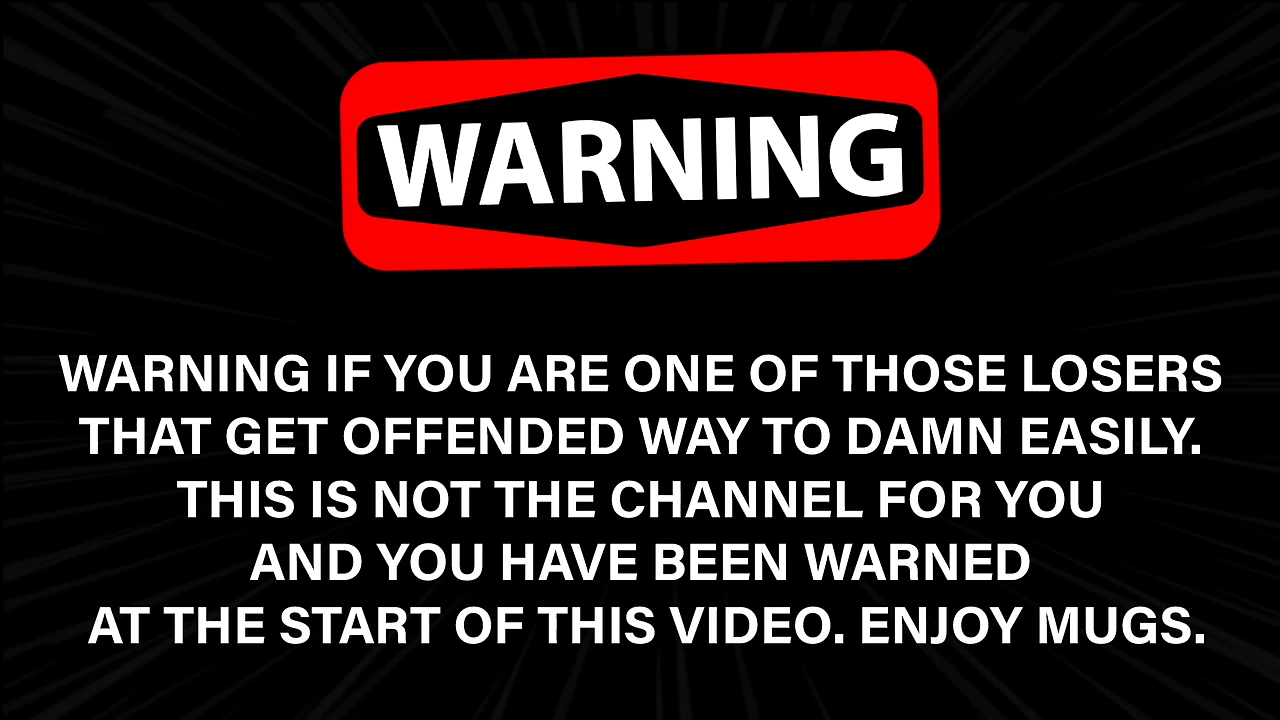 WARNING
WARNING IF YOU ARE ONE OF THOSE LOSERS
THAT GET OFFENDED WAY TO DAMN EASILY.
THIS IS NOT THE CHANNEL FOR YOU
AND YOU HAVE BEEN WARNED
AT THE START OF THIS VIDEO. ENJOY MUGS.